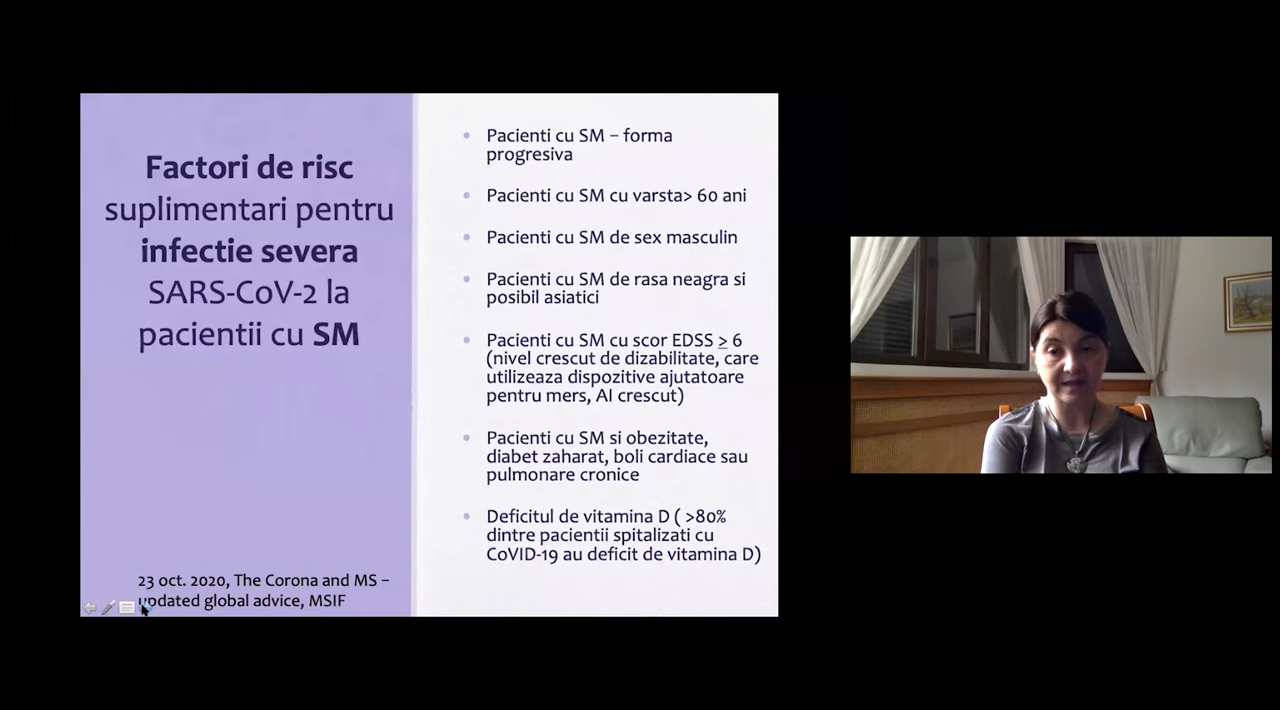 Factori de risc
suplimentari pentru
infectie severa
SARS-CoV-2 la
pacientii cu SM
23 oct. 2020, The Corona and MS –
updated global advice, MSIF
Pacienti cu SM – forma
progresiva
Pacienti cu SM cu varsta> 60 ani
Pacienti cu SM de sex masculin
Pacienti cu SM de rasa neagra si
posibil asiatici
Pacienti cu SM cu scor EDSS ≥ 6
(nivel crescut de dizabilitate, care
utilizeaza dispozitive ajutatoare
pentru mers, AI crescut)
Pacienti cu SM si obezitate,
diabet zaharat, boli cardiace sau
pulmonare cronice
Deficitul de vitamina D ( >80%
dintre pacientii spitalizati cu
CoVID-19 au deficit de vitamina D)